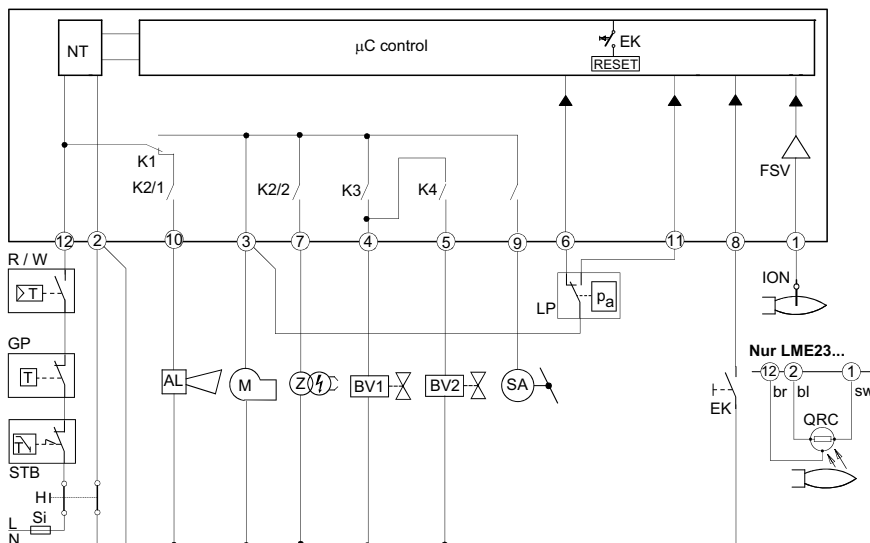 NT
μC control
EK
RESET
FSV
K1
K2/1
K2/2
K3
K4
12
2
10
3
7
4
5
9
6
11
8
1
R / W
T
LP
pa
ION
GP
T
AL
M
Z
BV1
BV2
SA
EK
Nur LME23...
12
2
1
br
bl
sw
QRC
STB
T
H
L
Si
N